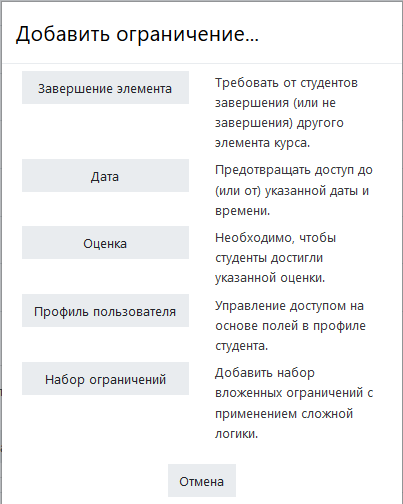 Добавить ограничение...
Завершение элемента
Требовать от студентов
завершения (или не
завершения) другого
элемента курса.
Дата
Предотвращать доступ до
(или от) указанной даты и
времени.
Оценка
Необходимо, чтобы
студенты достигли
указанной оценки.
Профиль пользователя
Управление доступом на
основе полей в профиле
студента.
Набор ограничений
Добавить набор
вложенных ограничений с
применением сложной
логики.
Отмена